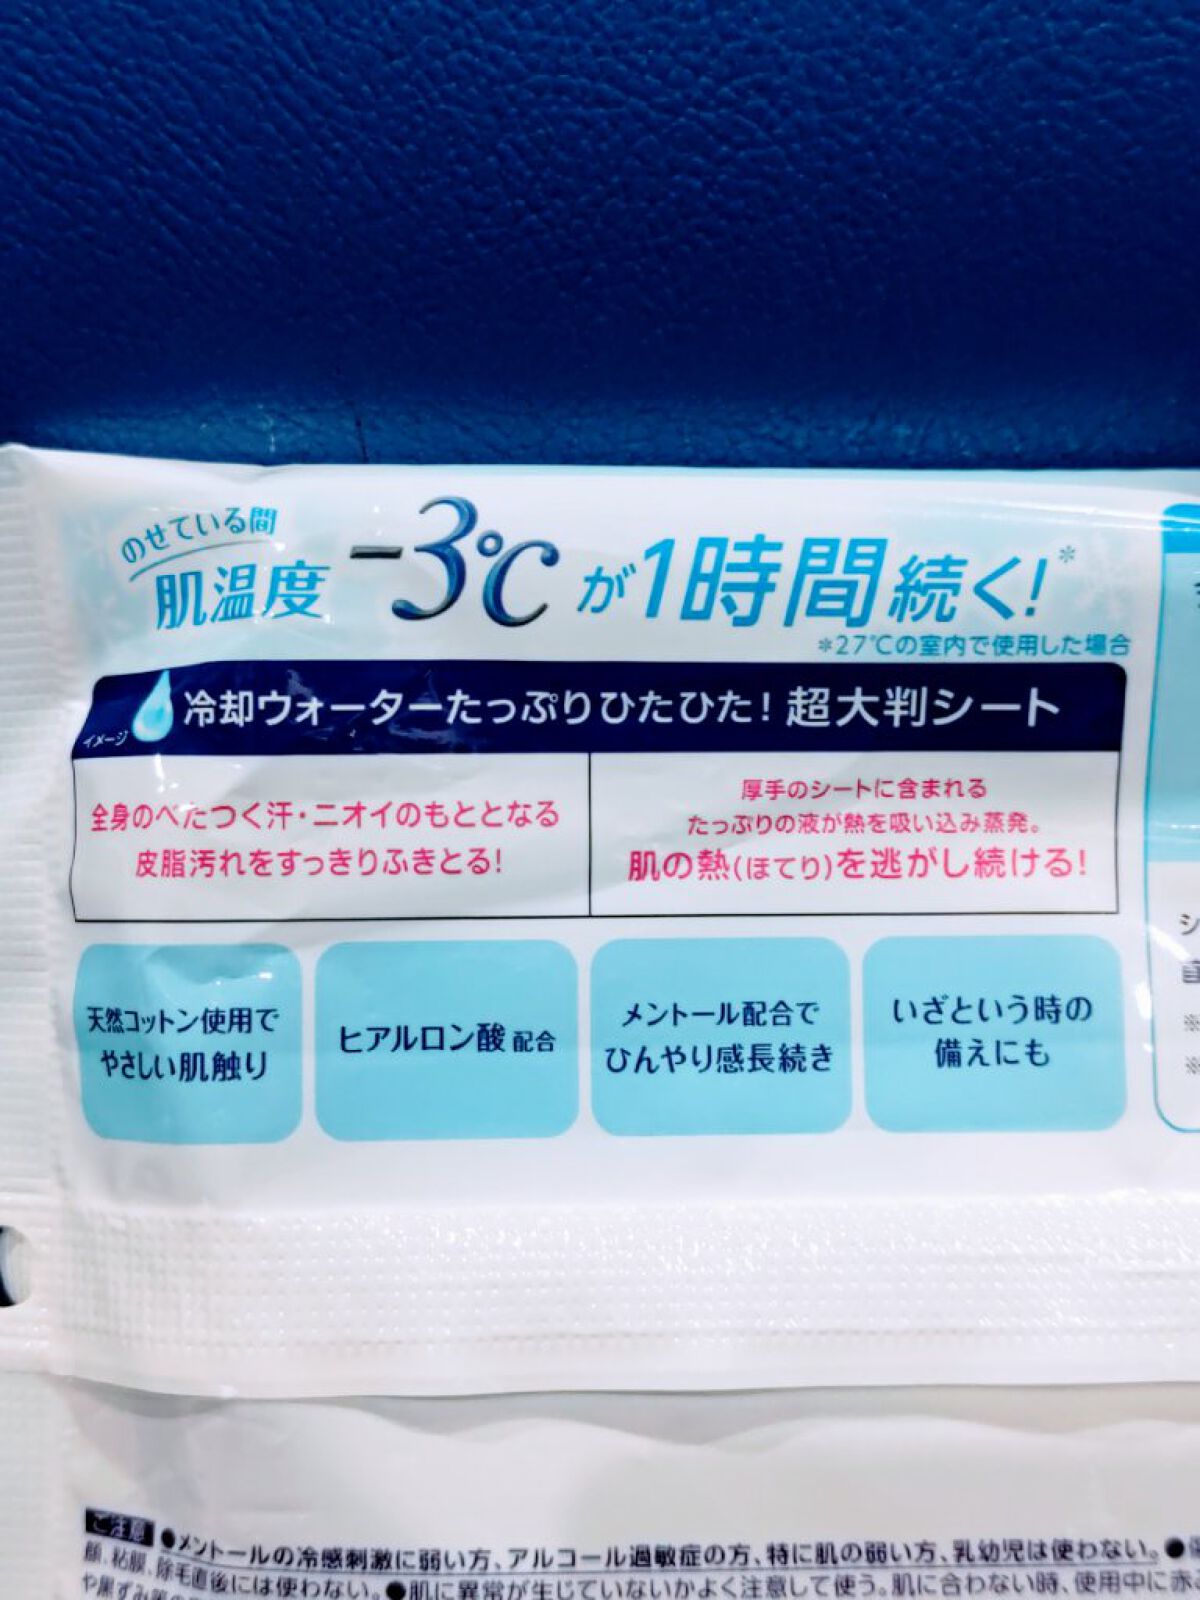 のせている間
肌温度 -3℃が1時間続く!*
*27℃の室内で使用した場合
イメージ
冷却ウォーターたっぷりひたひた! 超大判シート
全身のべたつく汗・ニオイのもととなる
皮脂汚れをすっきりふきとる!
厚手のシートに含まれる
たっぷりの液が熱を吸い込み蒸発。
肌の熱(ほてり)を逃がし続ける!
天然コットン使用で
やさしい肌触り
ヒアルロン酸 配合
メントール配合で
ひんやり感長続き
いざという時の
備えにも
シ
※
※
ご注意 ●メントールの冷感刺激に弱い方、アルコール過敏症の方、特に肌の弱い方、乳幼児は使わない。●
顔、粘膜、除毛直後には使わない。●肌に異常が生じていないかよく注意して使う。肌に合わない時、使用中に赤
や黒ずみ等の